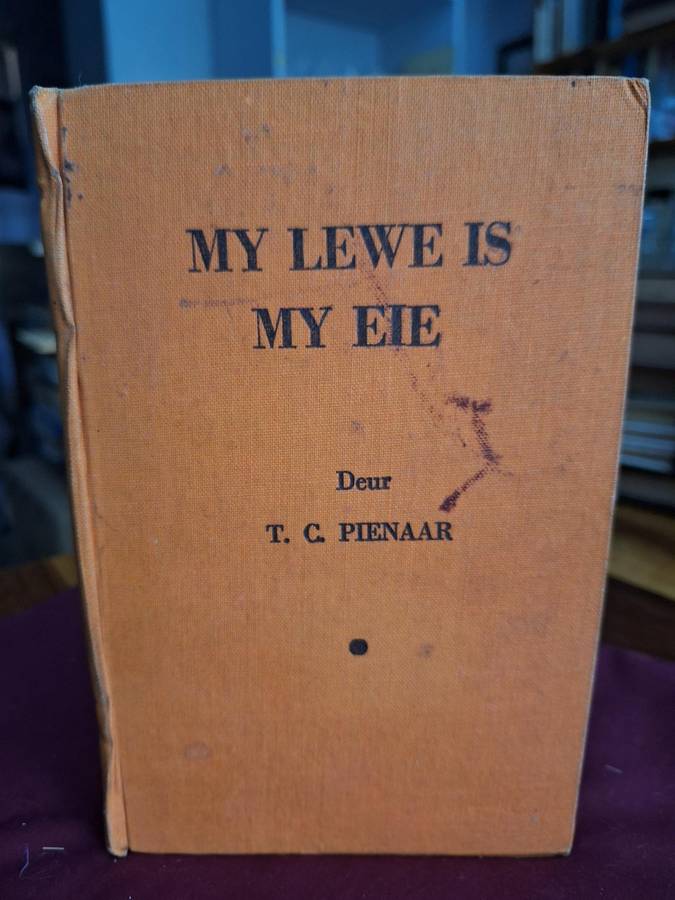 MY LEWE IS
MY EIE
Deur
T. C. PIENAAR